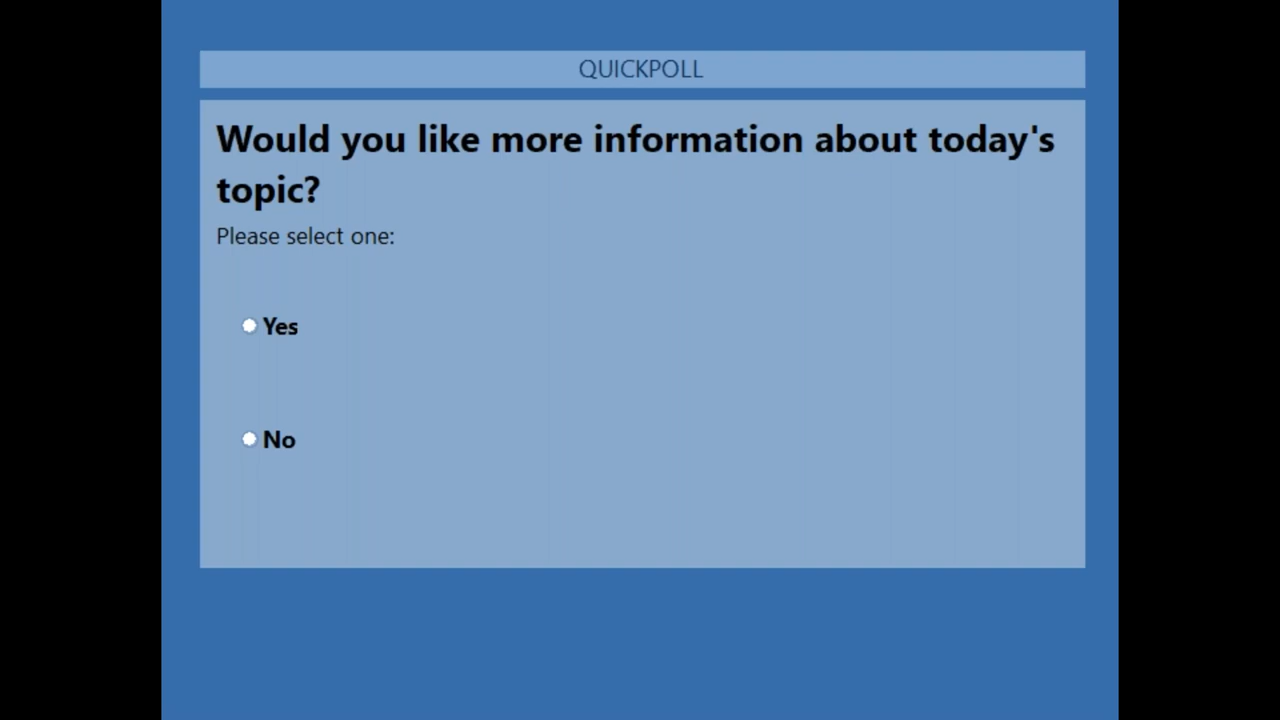 QUICKPOLL
Would you like more information about today's
topic?
Please select one:
Yes
No